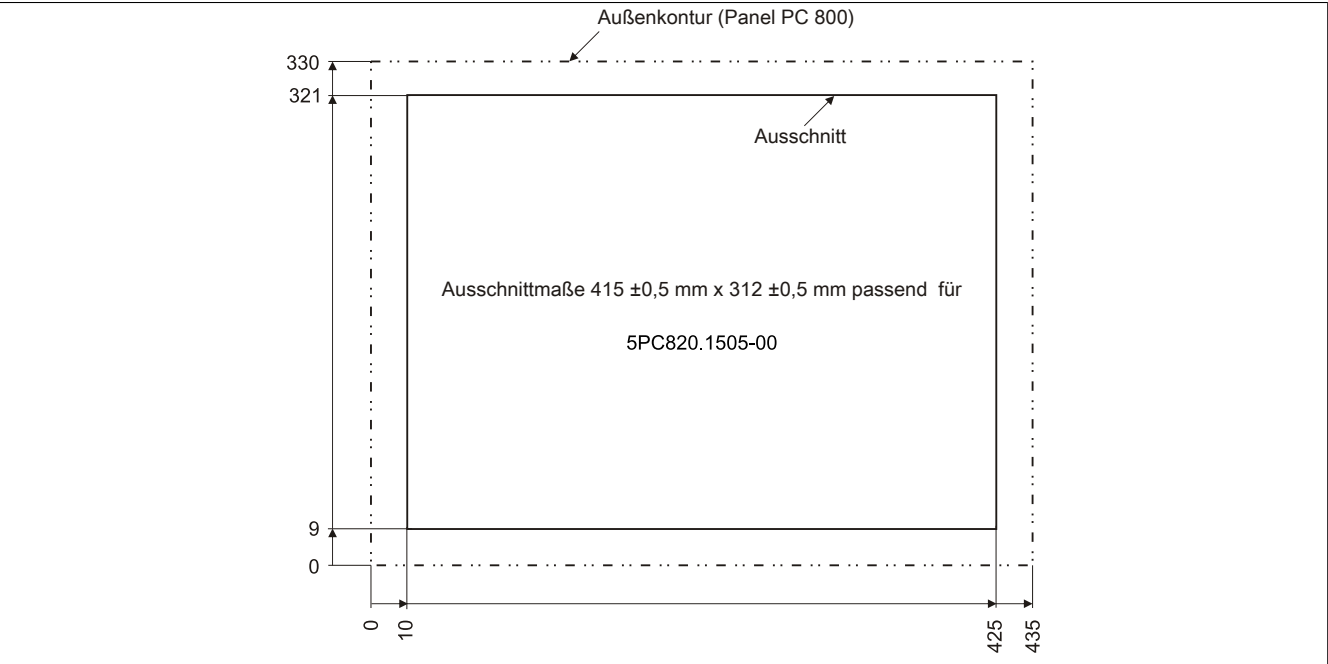 Außenkontur (Panel PC 800)
330
321
Ausschnitt
Ausschnittmaße 415 ±0,5 mm x 312 ±0,5 mm passend für
5PC820.1505-00
9
0
0
10
425
435